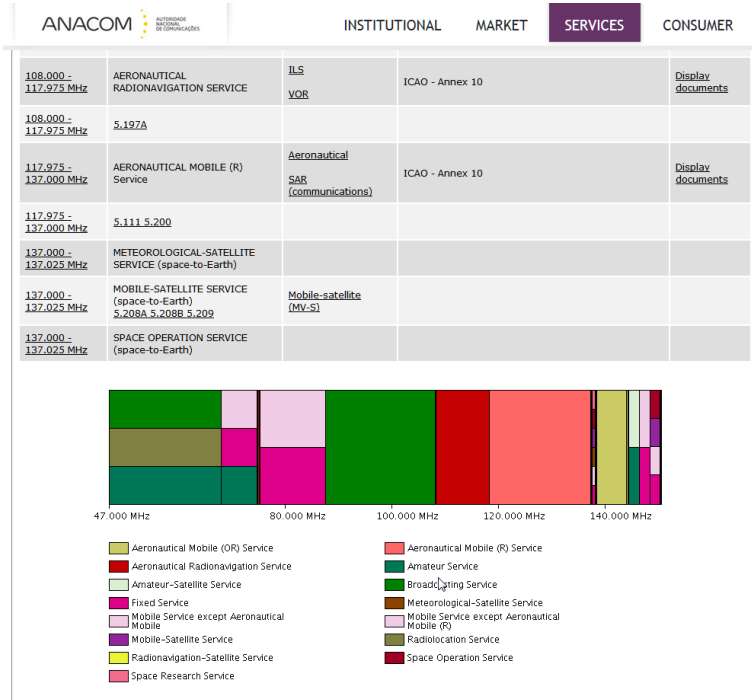 ANACOM
AUTORIDADE
NACIONAL
DE COMUNICAÇÕES
INSTITUTIONAL MARKET SERVICES CONSUMER
108.000 -
117.975 MHz
AERONAUTICAL
RADIONAVIGATION SERVICE
ILS
VOR
ICAO - Annex 10
Display
documents
108.000 -
117.975 MHz
5.197A
117.975 -
137.000 MHz
AERONAUTICAL MOBILE (R)
Service
Aeronautical
SAR
(communications)
ICAO - Annex 10
Display
documents
117.975 -
137.000 MHz
5.111 5.200
137.000 -
137.025 MHz
METEOROLOGICAL-SATELLITE
SERVICE (space-to-Earth)
137.000 -
137.025 MHz
MOBILE-SATELLITE SERVICE
(space-to-Earth)
5.208A 5.208B 5.209
Mobile-satellite
(MV-S)
137.000 -
137.025 MHz
SPACE OPERATION SERVICE
(space-to-Earth)
47.000 MHz 80.000 MHz 100.000 MHz 120.000 MHz 140.000 MHz
Aeronautical Mobile (OR) Service
Aeronautical Mobile (R) Service
Aeronautical Radionavigation Service
Amateur Service
Amateur-Satellite Service
Broadcasting Service
Fixed Service
Meteorological-Satellite Service
Mobile Service except Aeronautical
Mobile
Mobile Service except Aeronautical
Mobile (R)
Mobile-Satellite Service
Radiolocation Service
Radionavigation-Satellite Service
Space Operation Service
Space Research Service